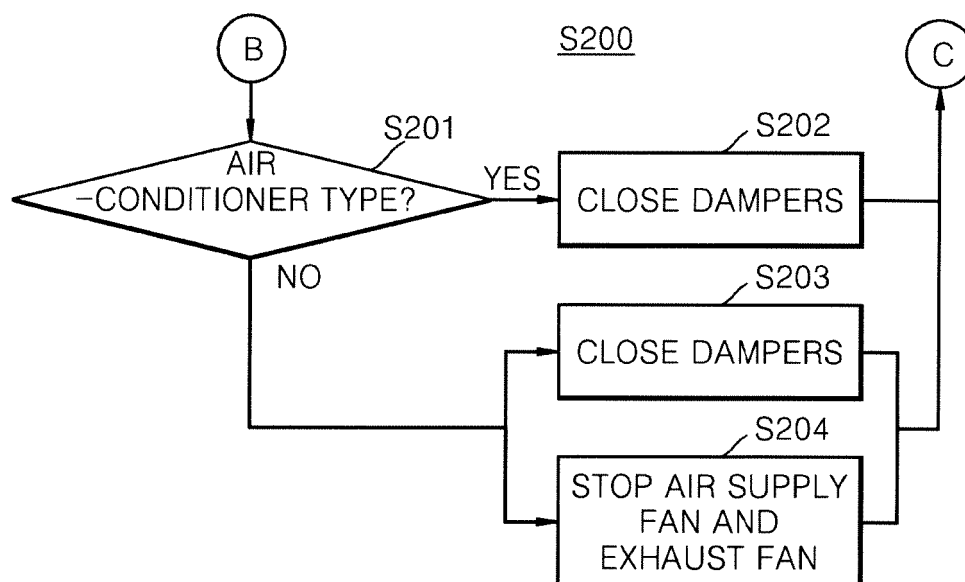 B
S200
C
S201
AIR
-CONDITIONER TYPE?
YES
S202
CLOSE DAMPERS
NO
S203
CLOSE DAMPERS
S204
STOP AIR SUPPLY
FAN AND
EXHAUST FAN